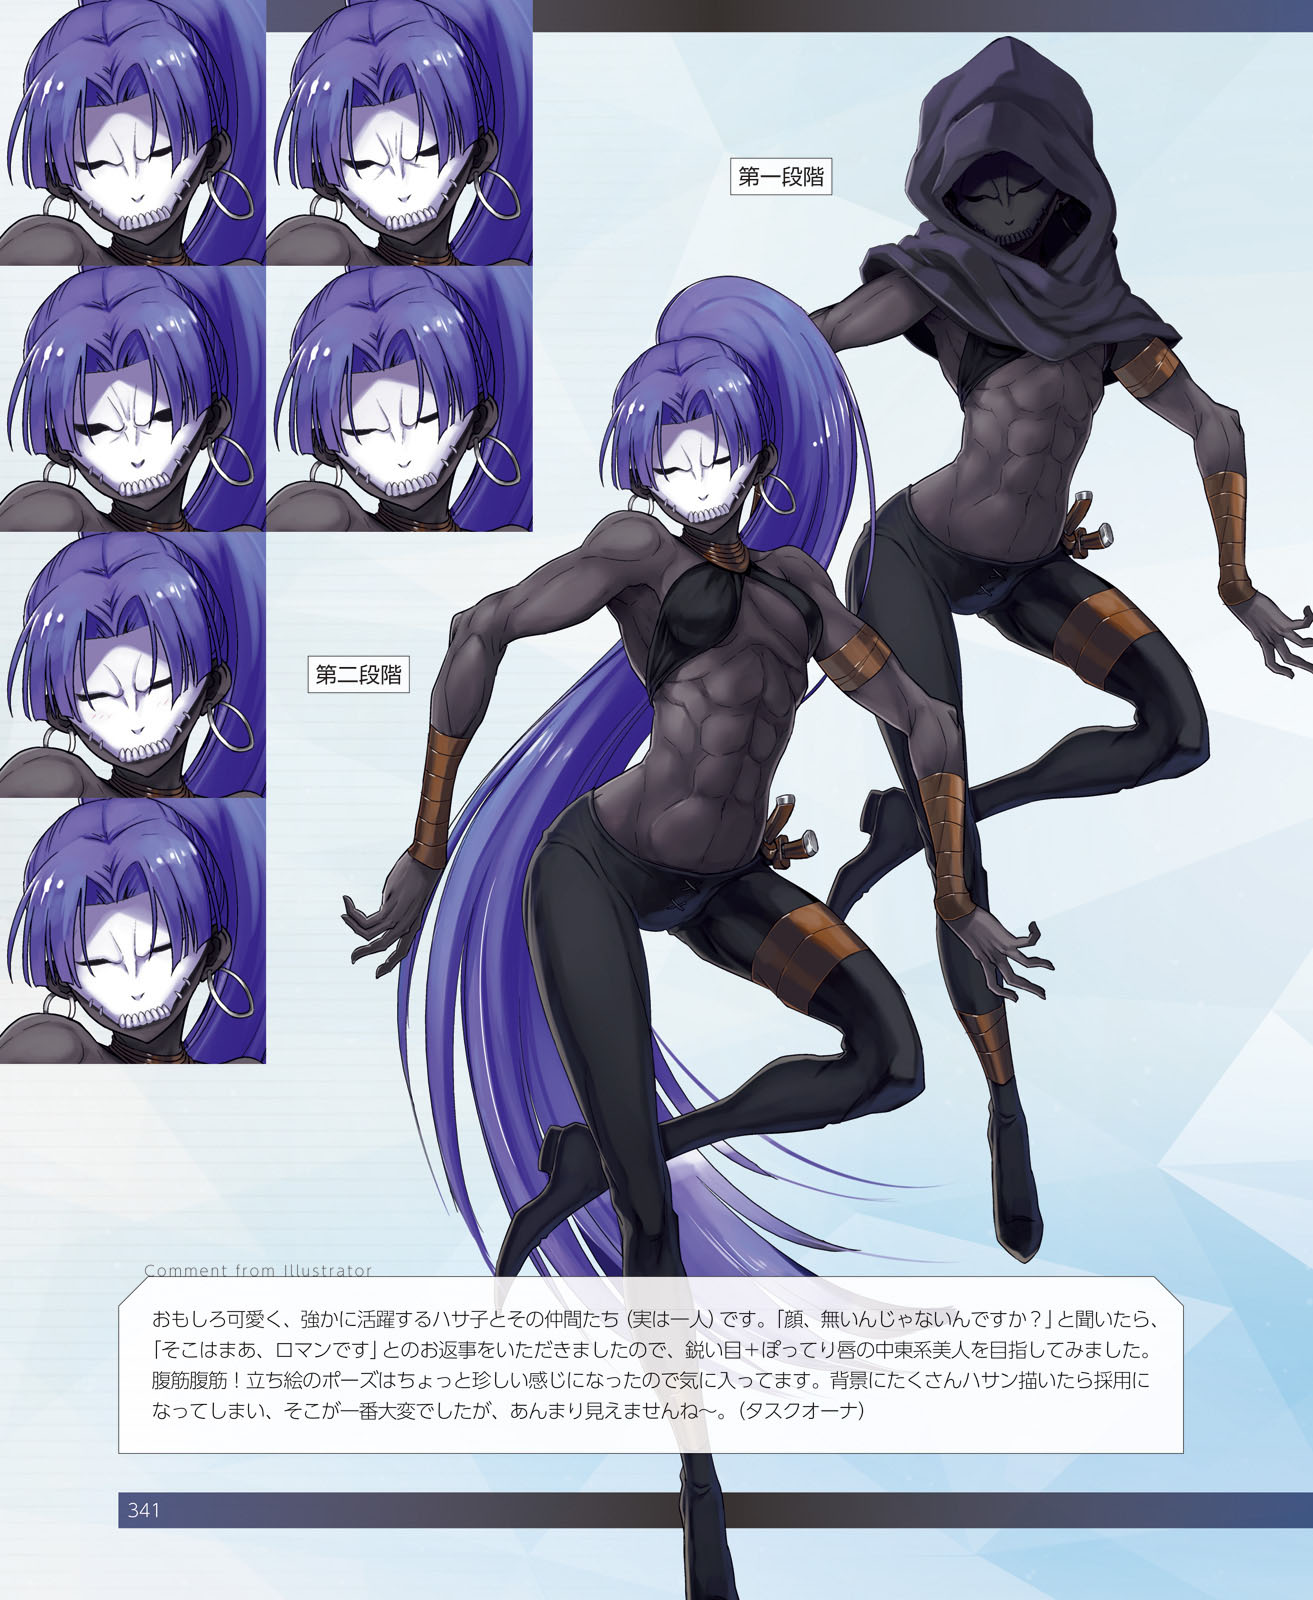 第一段階
第二段階
Comment from Illustrator
おもしろ可愛く、強かに活躍するハサ子とその仲間たち（実は一人）です。「顔、無いんじゃないんですか？」と聞いたら、
「そこはまあ、ロマンです」とのお返事をいただきましたので、鋭い目＋ぽってり唇の中東系美人を目指してみました。
腹筋腹筋！立ち絵のポーズはちょっと珍しい感じになったので気に入ってます。背景にたくさんハサン描いたら採用に
なってしまい、そこが一番大変でしたが、あんまり見えませんね〜。（タスクオーナ）
341